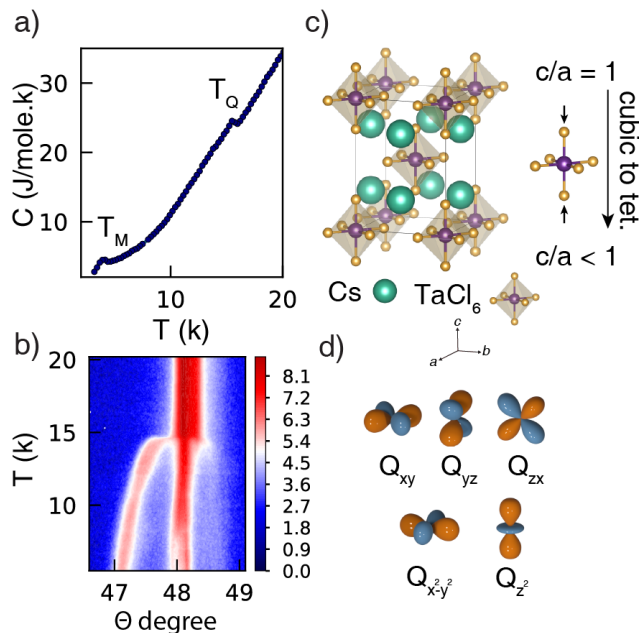 a)
C (J/mole.k)
30
20
10
T_Q
T_M
10
20
T (k)
b)
T (k)
20
15
10
47
48
49
Θ degree
8.1
7.2
6.3
5.4
4.5
3.6
2.7
1.8
0.9
0.0
c)
c/a = 1
cubic to tet.
c/a < 1
Cs
TaCl₆
c
a
b
d)
Q_xy
Q_yz
Q_zx
Q_x²-y²
Q_z²